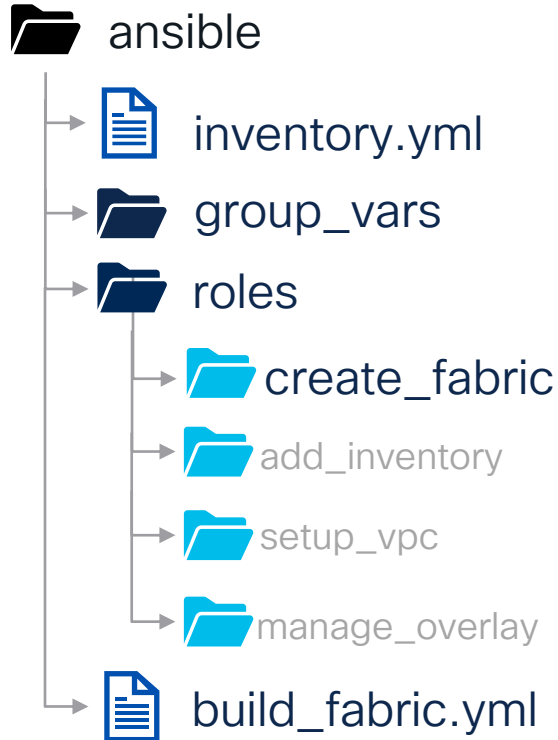 ansible
inventory.yml
group_vars
roles
create_fabric
add_inventory
setup_vpc
manage_overlay
build_fabric.yml